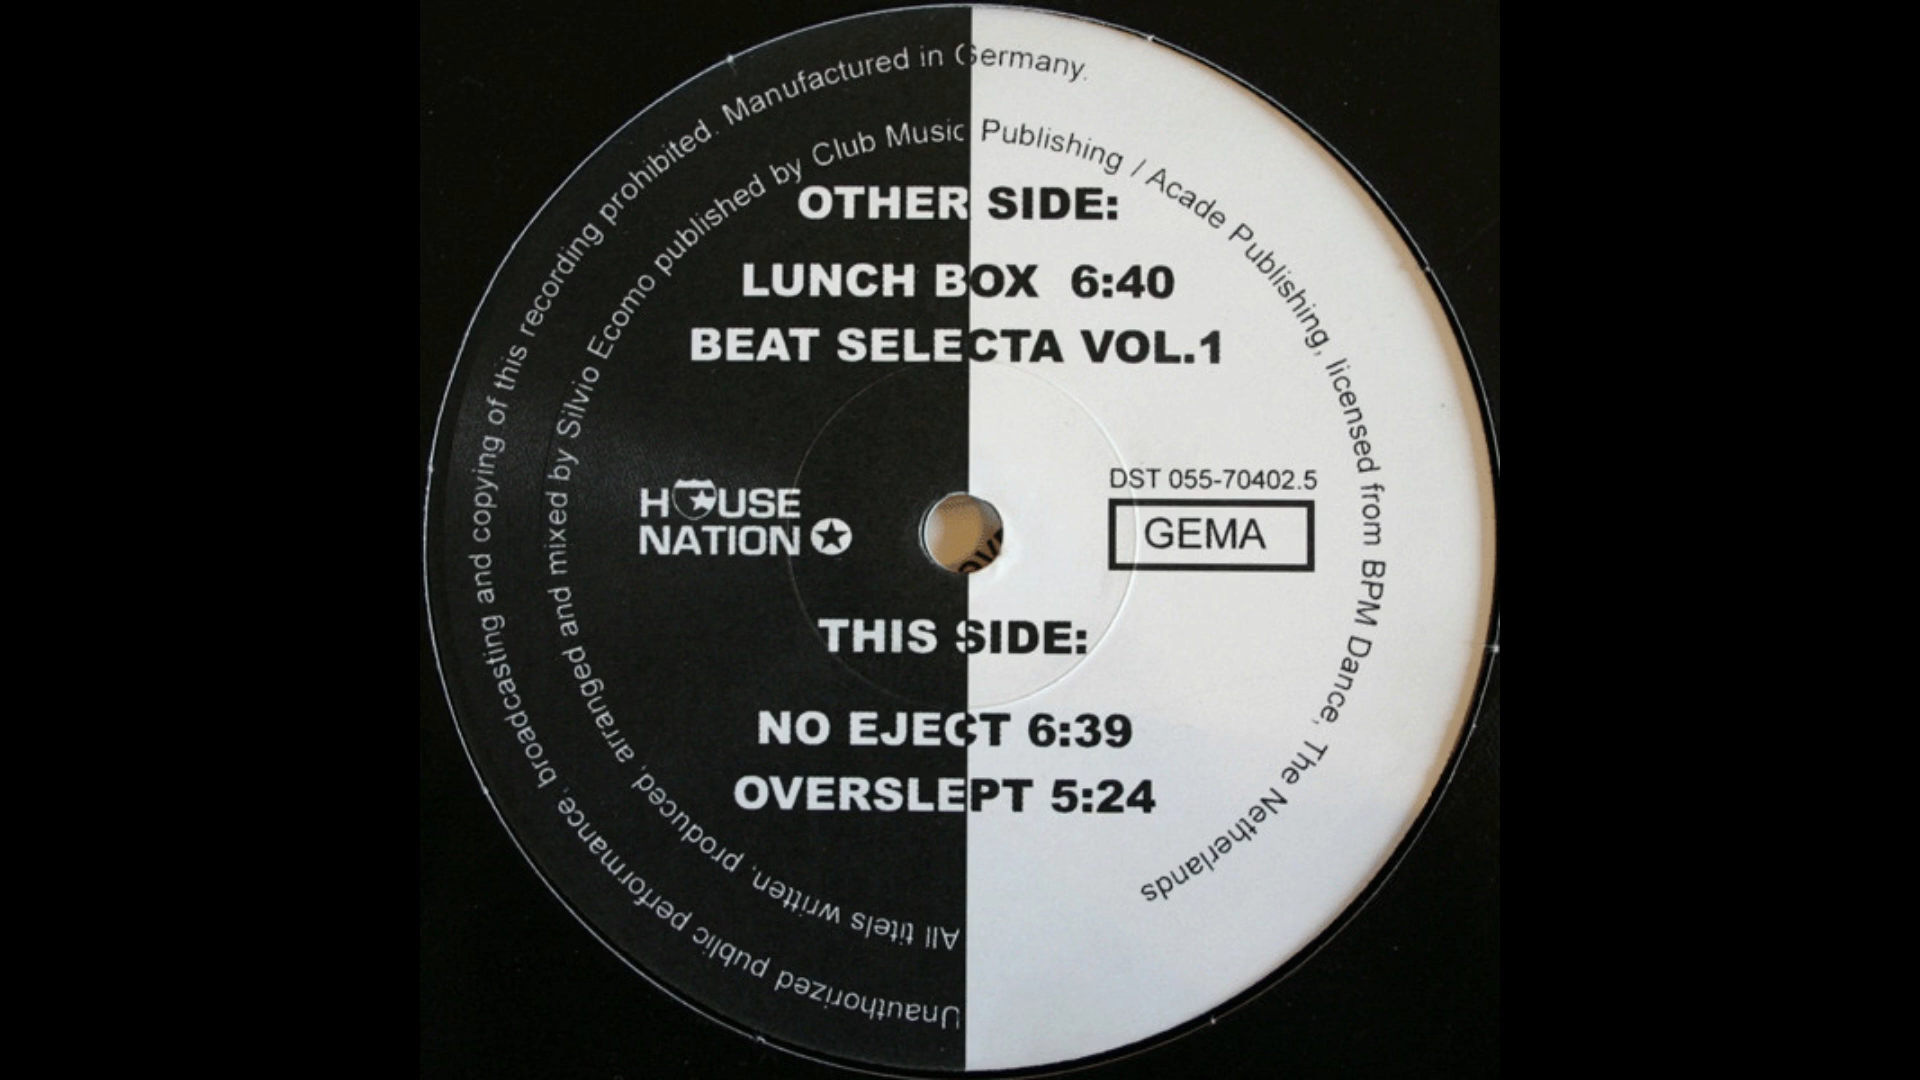 Unauthorized public performance, broadcasting and copying of this recording prohibited. Manufactured in Germany.
All titels written, produced, arranged and mixed by Silvio Ecomo published by Club Music Publishing / Acade Publishing, licensed from BPM Dance, The Netherlands
OTHER SIDE:
LUNCH BOX 6:40
BEAT SELECTA VOL.1
HOUSE
NATION
DST 055-70402.5
GEMA
THIS SIDE:
NO EJECT 6:39
OVERSLEPT 5:24